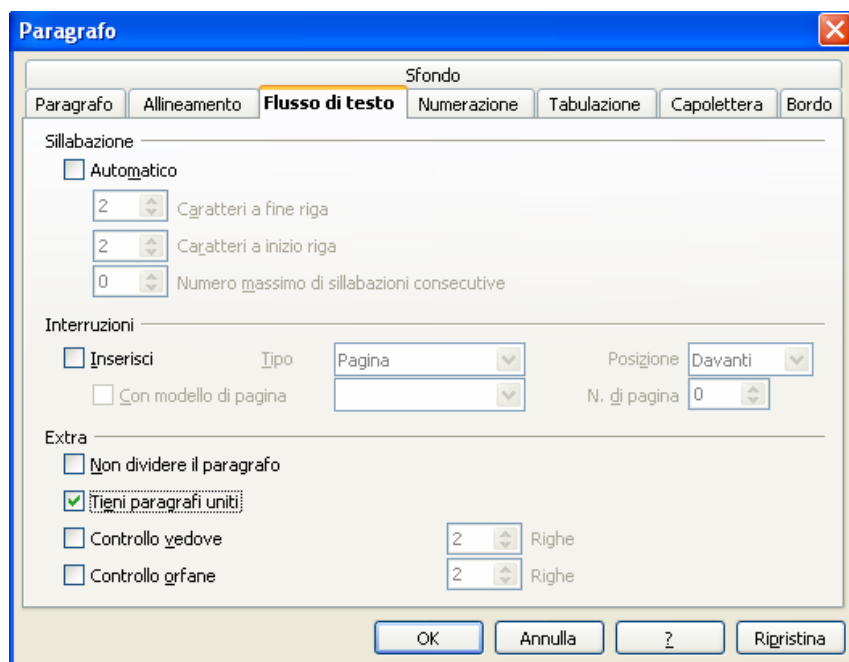 Paragrafo
Sfondo
Paragrafo Allineamento Flusso di testo Numerazione Tabulazione Capolettera Bordo
Sillabazione
Automatico
2 Caratteri a fine riga
2 Caratteri a inizio riga
0 Numero massimo di sillabazioni consecutive
Interruzioni
Inserisci Tipo Pagina Posizione Davanti
Con modello di pagina N. di pagina 0
Extra
Non dividere il paragrafo
Tieni paragrafi uniti
Controllo vedove 2 Righe
Controllo orfane 2 Righe
OK Annulla ? Ripristina